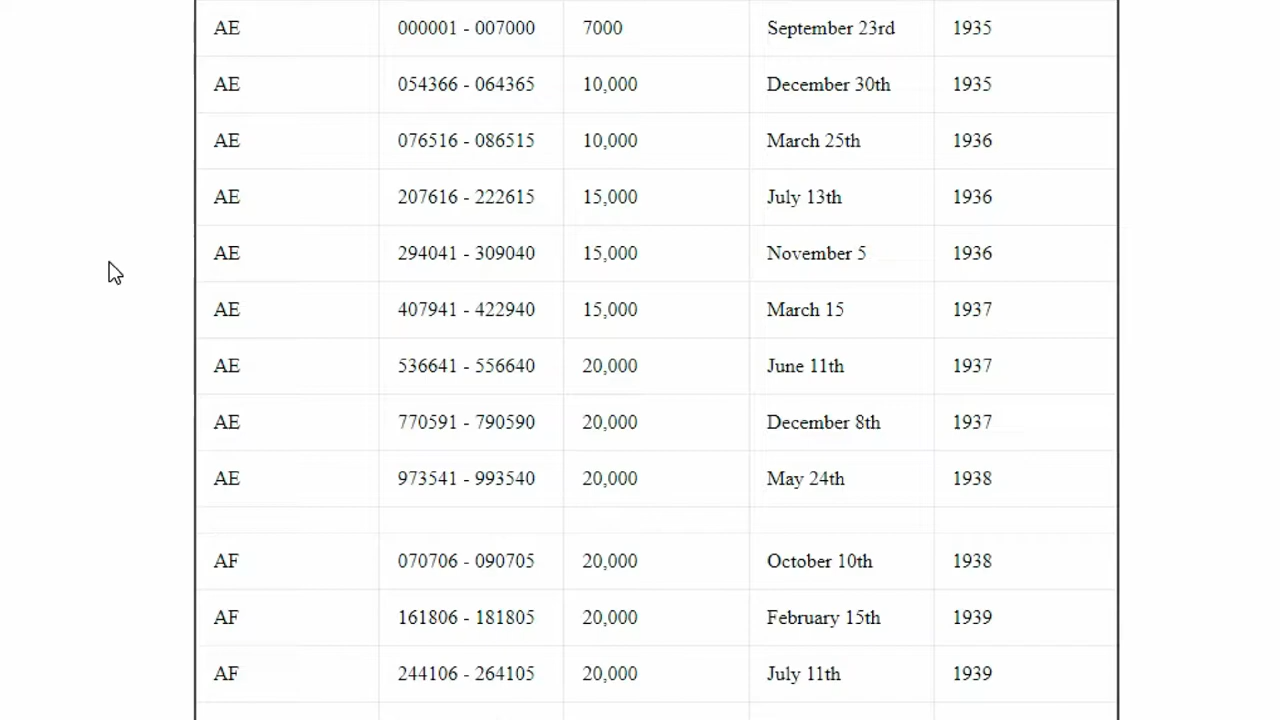 AE 000001 - 007000 7000 September 23rd 1935
AE 054366 - 064365 10,000 December 30th 1935
AE 076516 - 086515 10,000 March 25th 1936
AE 207616 - 222615 15,000 July 13th 1936
AE 294041 - 309040 15,000 November 5 1936
AE 407941 - 422940 15,000 March 15 1937
AE 536641 - 556640 20,000 June 11th 1937
AE 770591 - 790590 20,000 December 8th 1937
AE 973541 - 993540 20,000 May 24th 1938
AF 070706 - 090705 20,000 October 10th 1938
AF 161806 - 181805 20,000 February 15th 1939
AF 244106 - 264105 20,000 July 11th 1939